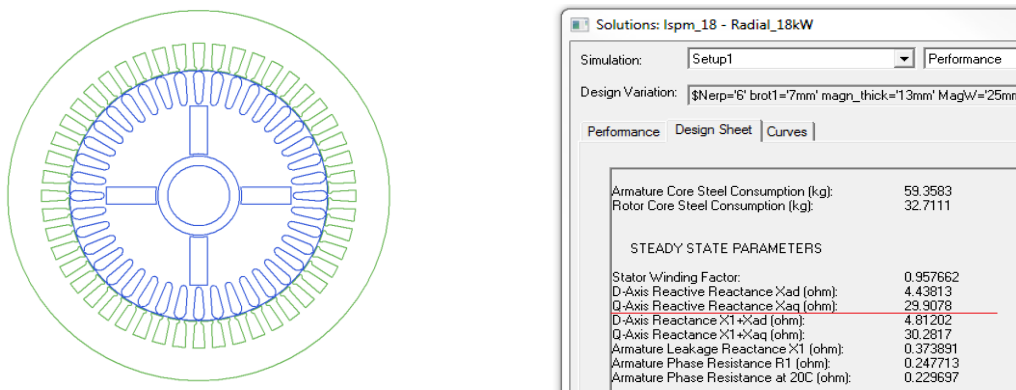 Solutions: lspm_18 - Radial_18kW
Simulation: Setup1 Performance
Design Variation: $Nerp='6' brot1='7mm' magn_thick='13mm' MagW='25mm
Performance Design Sheet Curves
Armature Core Steel Consumption (kg): 59.3583
Rotor Core Steel Consumption (kg): 32.7111
STEADY STATE PARAMETERS
Stator Winding Factor: 0.957662
D-Axis Reactive Reactance Xad (ohm): 4.43813
Q-Axis Reactive Reactance Xaq (ohm): 29.9078
D-Axis Reactance X1+Xad (ohm): 4.81202
Q-Axis Reactance X1+Xaq (ohm): 30.2817
Armature Leakage Reactance X1 (ohm): 0.373891
Armature Phase Resistance R1 (ohm): 0.247713
Armature Phase Resistance at 20C (ohm): 0.229697